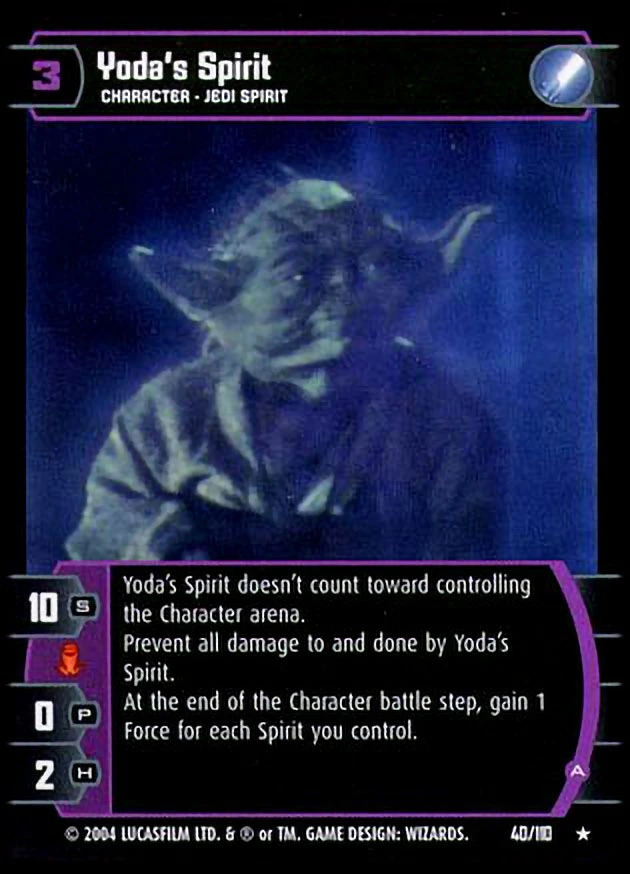 3
Yoda's Spirit
CHARACTER - JEDI SPIRIT
10 S
0 P
2 H
Yoda's Spirit doesn't count toward controlling
the Character arena.
Prevent all damage to and done by Yoda's
Spirit.
At the end of the Character battle step, gain 1
Force for each Spirit you control.
A
© 2004 LUCASFILM LTD. & ® or TM. GAME DESIGN: WIZARDS.
40/110 ★